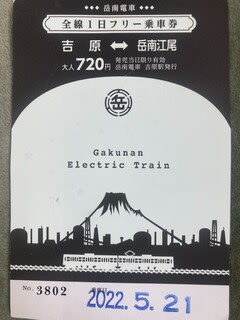 岳南電車
全線1日フリー乗車券
吉原 ⟷ 岳南江尾
大人 720円 発売当日限り有効
岳南電車 吉原駅発行
岳
Gakunan
Electric Train
No. 3802
2022.5.21